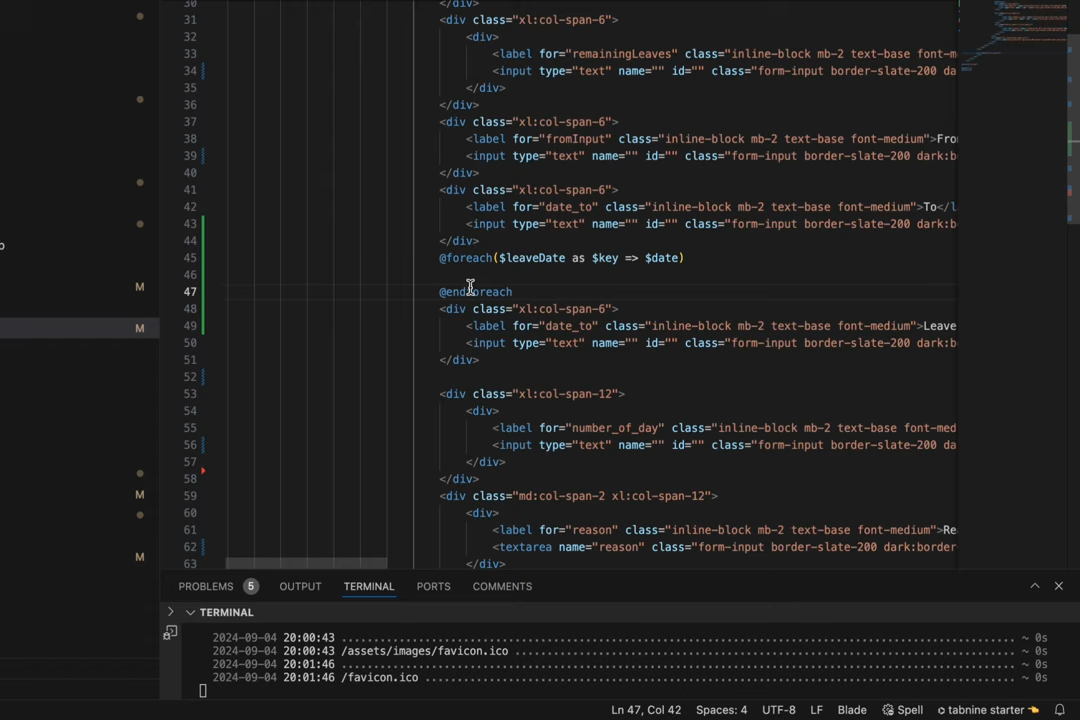 30 </div>
31 <div class="xl:col-span-6">
32 <div>
33 <label for="remainingLeaves" class="inline-block mb-2 text-base font-m
34 <input type="text" name="" id="" class="form-input border-slate-200 da
35 </div>
36 </div>
37 <div class="xl:col-span-6">
38 <label for="fromInput" class="inline-block mb-2 text-base font-medium">Fro
39 <input type="text" name="" id="" class="form-input border-slate-200 dark:b
40 </div>
41 <div class="xl:col-span-6">
42 <label for="date_to" class="inline-block mb-2 text-base font-medium">To</l
43 <input type="text" name="" id="" class="form-input border-slate-200 dark:b
44 </div>
45 @foreach($leaveDate as $key => $date)
46
47 @endforeach
48 <div class="xl:col-span-6">
49 <label for="date_to" class="inline-block mb-2 text-base font-medium">Leave
50 <input type="text" name="" id="" class="form-input border-slate-200 dark:b
51 </div>
52
53 <div class="xl:col-span-12">
54 <div>
55 <label for="number_of_day" class="inline-block mb-2 text-base font-med
56 <input type="text" name="" id="" class="form-input border-slate-200 da
57 </div>
58 </div>
59 <div class="md:col-span-2 xl:col-span-12">
60 <div>
61 <label for="reason" class="inline-block mb-2 text-base font-medium">Re
62 <textarea name="reason" class="form-input border-slate-200 dark:border
63 </div>
M
M
M
M
PROBLEMS 5 OUTPUT TERMINAL PORTS COMMENTS
TERMINAL
2024-09-04 20:00:43 ................................ ~ 0s
2024-09-04 20:00:43 /assets/images/favicon.ico ................................ ~ 0s
2024-09-04 20:01:46 ................................ ~ 0s
2024-09-04 20:01:46 /favicon.ico ................................ ~ 0s
Ln 47, Col 42 Spaces: 4 UTF-8 LF Blade Spell tabnine starter